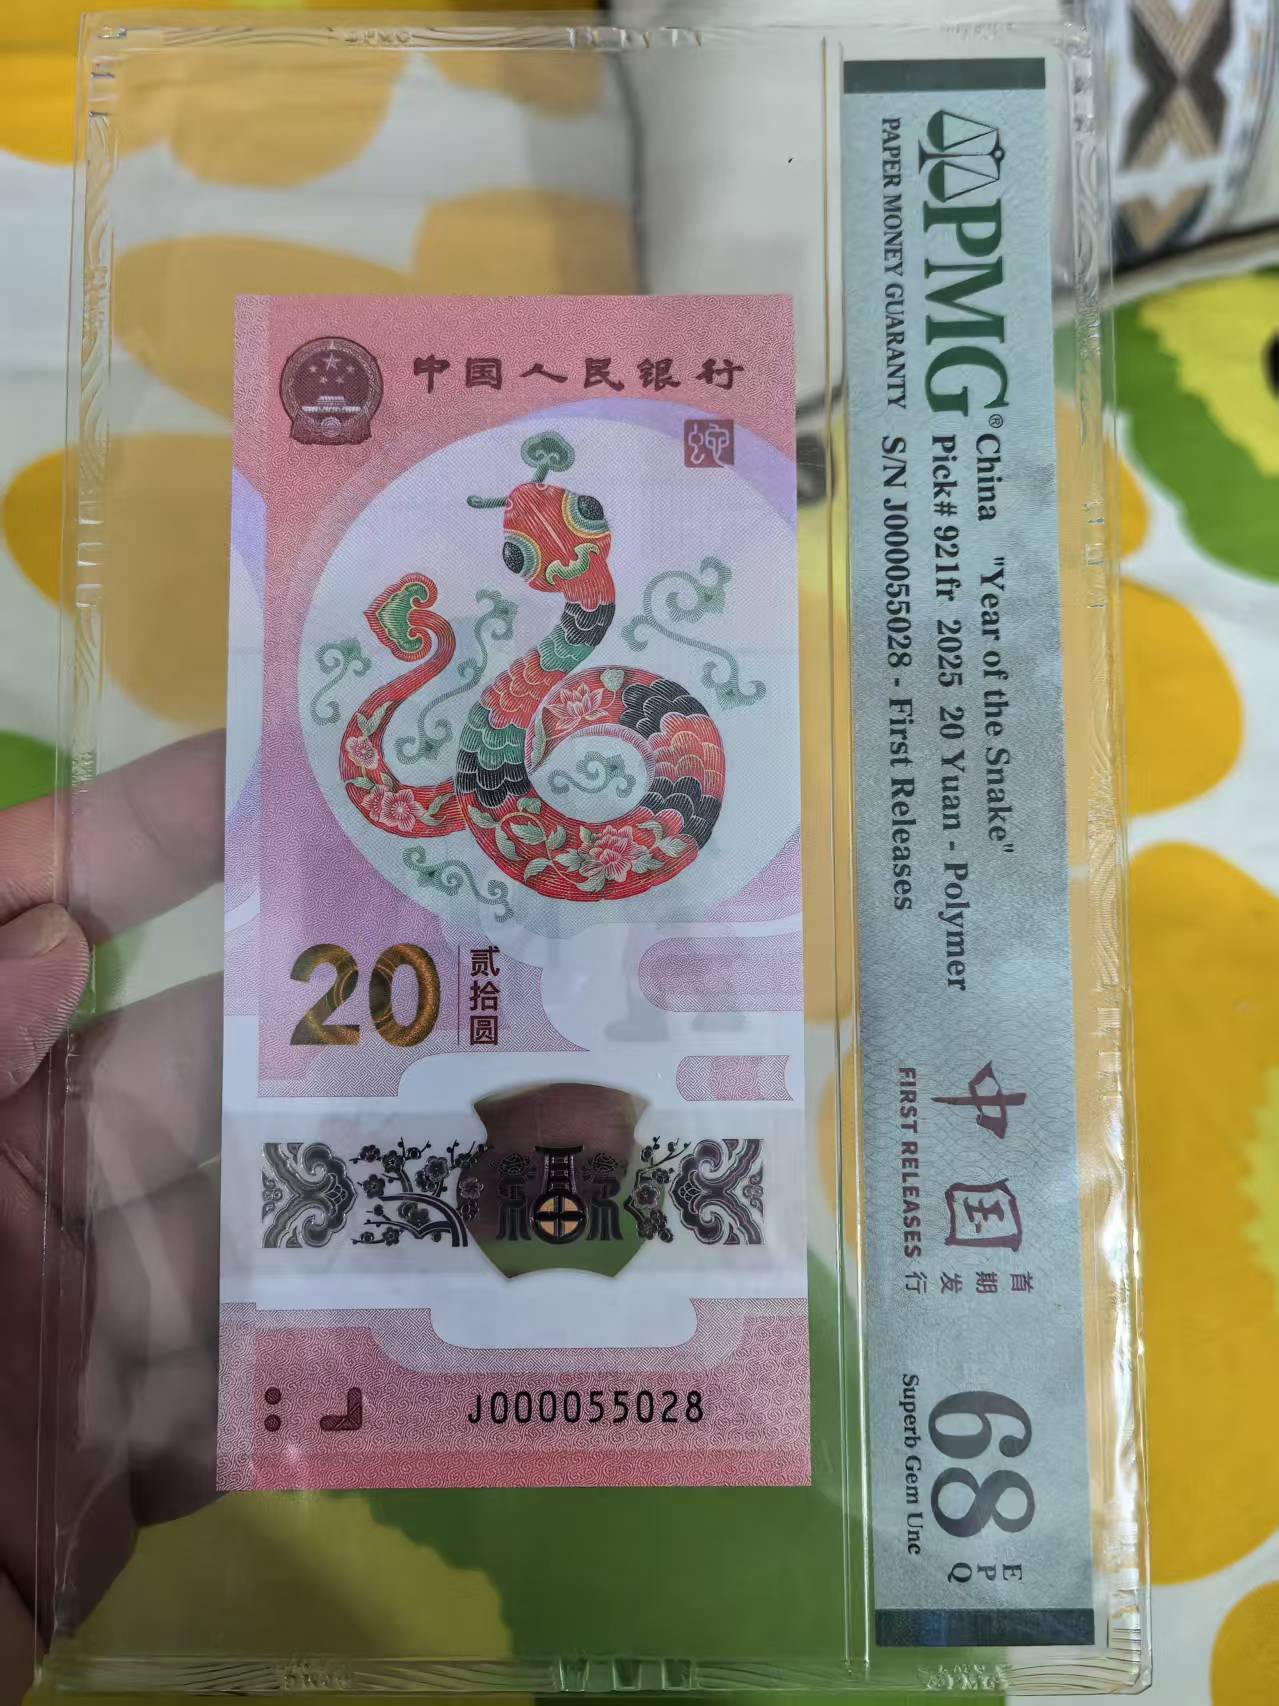 中国人民银行
蛇
20
贰拾圆
J000055028
PMG®
PAPER MONEY GUARANTY
China "Year of the Snake"
Pick# 921fr 2025 20 Yuan - Polymer
S/N J000055028 - First Releases
中国
首期发行
FIRST RELEASES
68 EPQ
Superb Gem Unc